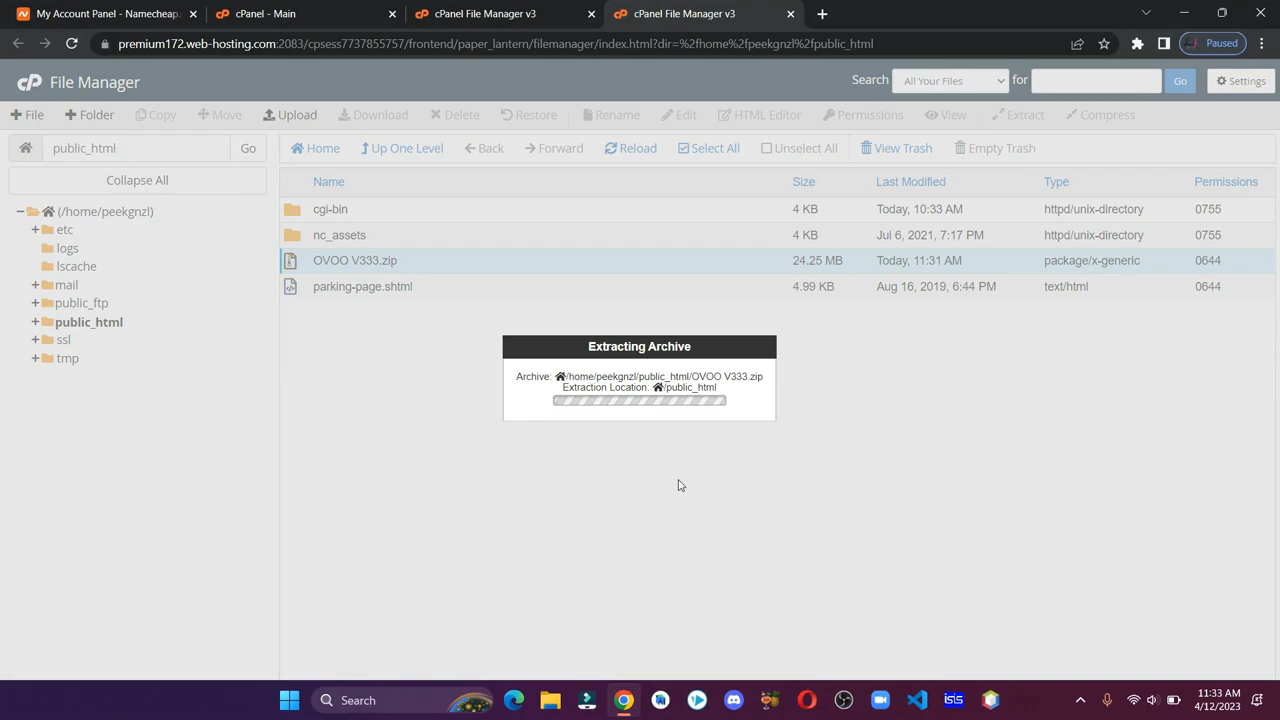 My Account Panel - Namecheap. cPanel - Main cPanel File Manager v3 cPanel File Manager v3
premium172.web-hosting.com:2083/cpsess7737855757/frontend/paper_lantern/filemanager/index.html?dir=%2fhome%2fpeekgnzl%2fpublic_html Paused
cP File Manager Search All Your Files for Go Settings
File Folder Copy Move Upload Download Delete Restore Rename Edit HTML Editor Permissions View Extract Compress
public_html Go Home Up One Level Back Forward Reload Select All Unselect All View Trash Empty Trash
Collapse All
Name Size Last Modified Type Permissions
cgi-bin 4 KB Today, 10:33 AM httpd/unix-directory 0755
nc_assets 4 KB Jul 6, 2021, 7:17 PM httpd/unix-directory 0755
OVOO V333.zip 24.25 MB Today, 11:31 AM package/x-generic 0644
parking-page.shtml 4.99 KB Aug 16, 2019, 6:44 PM text/html 0644
(/home/peekgnzl)
etc
logs
lscache
mail
public_ftp
public_html
ssl
tmp
Extracting Archive
Archive: /home/peekgnzl/public_html/OVOO V333.zip
Extraction Location: /public_html
Search ISIS 11:33 AM
4/12/2023